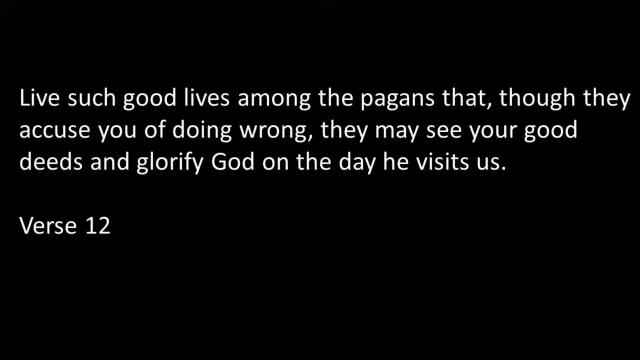 Live such good lives among the pagans that, though they
accuse you of doing wrong, they may see your good
deeds and glorify God on the day he visits us.
Verse 12